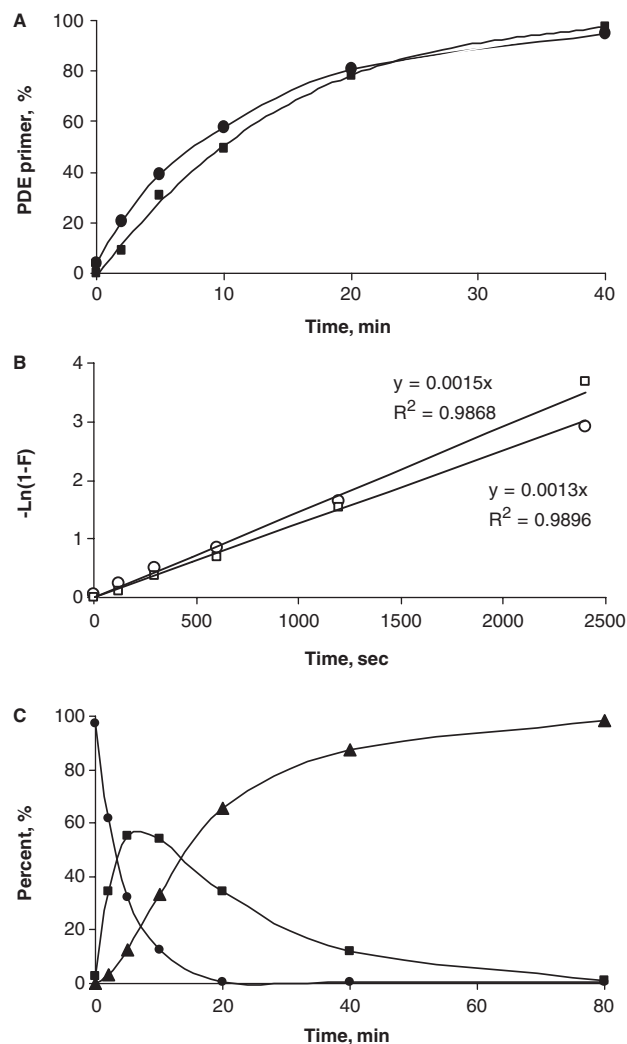 A
100
80
60
40
20
0
PDE primer, %
0 10 20 30 40
Time, min
B
4
3
2
1
0
-Ln(1-F)
y = 0.0015x
R² = 0.9868
y = 0.0013x
R² = 0.9896
0 500 1000 1500 2000 2500
Time, sec
C
100
80
60
40
20
0
Percent, %
0 20 40 60 80
Time, min